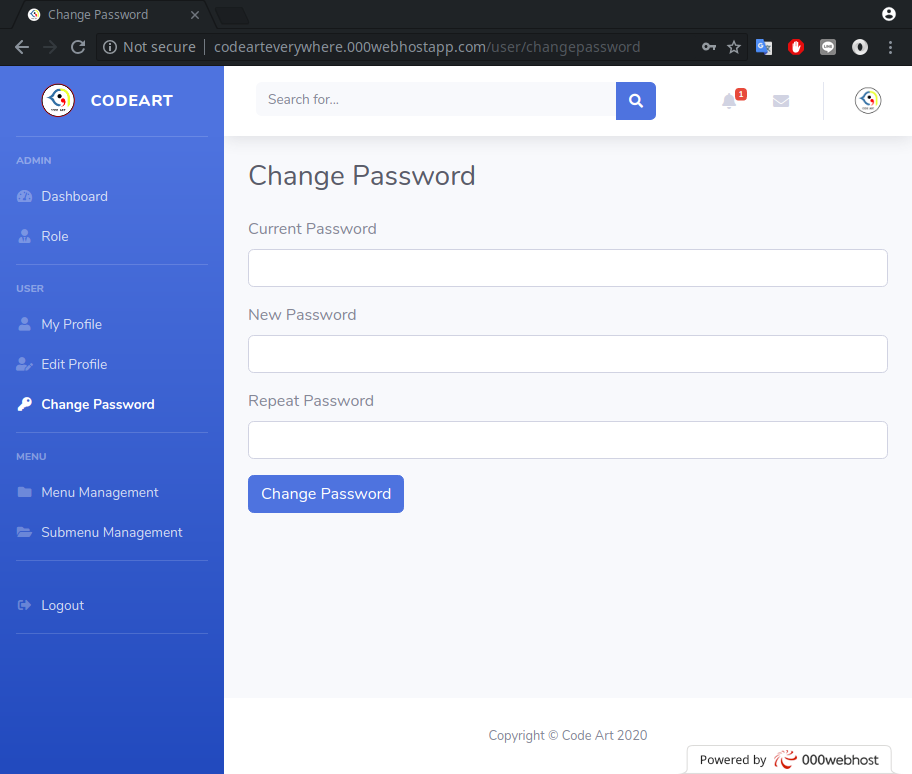 Change Password
Not secure
codearteverywhere.000webhostapp.com/user/changepassword
CODEART
Search for...
1
ADMIN
Dashboard
Role
USER
My Profile
Edit Profile
Change Password
MENU
Menu Management
Submenu Management
Logout
Change Password
Current Password
New Password
Repeat Password
Change Password
Copyright © Code Art 2020
Powered by 000webhost